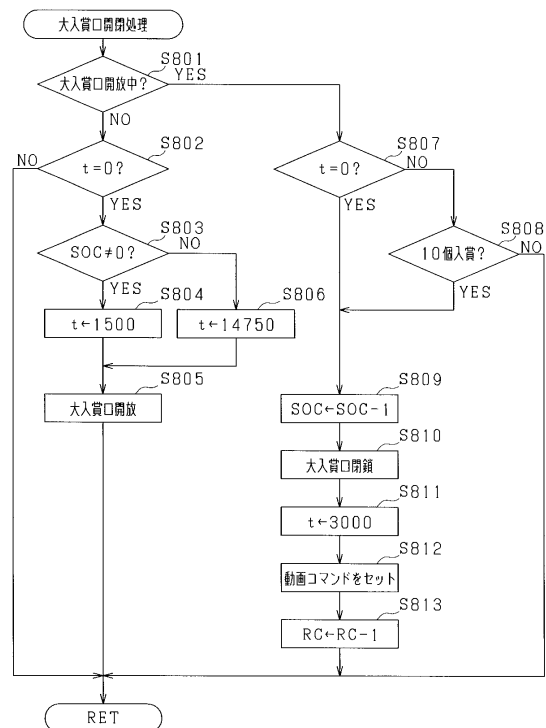 大入賞口開閉処理
S801
大入賞口開放中?
YES
NO
S802
t=0?
NO
YES
S803
SOC≠0?
NO
YES
S804
t←1500
S806
t←14750
S805
大入賞口開放
S807
t=0?
NO
YES
S808
10個入賞?
NO
YES
S809
SOC←SOC-1
S810
大入賞口閉鎖
S811
t←3000
S812
動画コマンドをセット
S813
RC←RC-1
RET